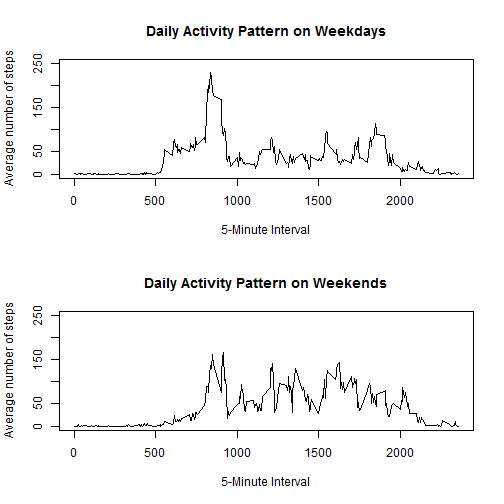 Daily Activity Pattern on Weekdays
Average number of steps
0 50 150 250
0 500 1000 1500 2000
5-Minute Interval
Daily Activity Pattern on Weekends
Average number of steps
0 50 150 250
0 500 1000 1500 2000
5-Minute Interval